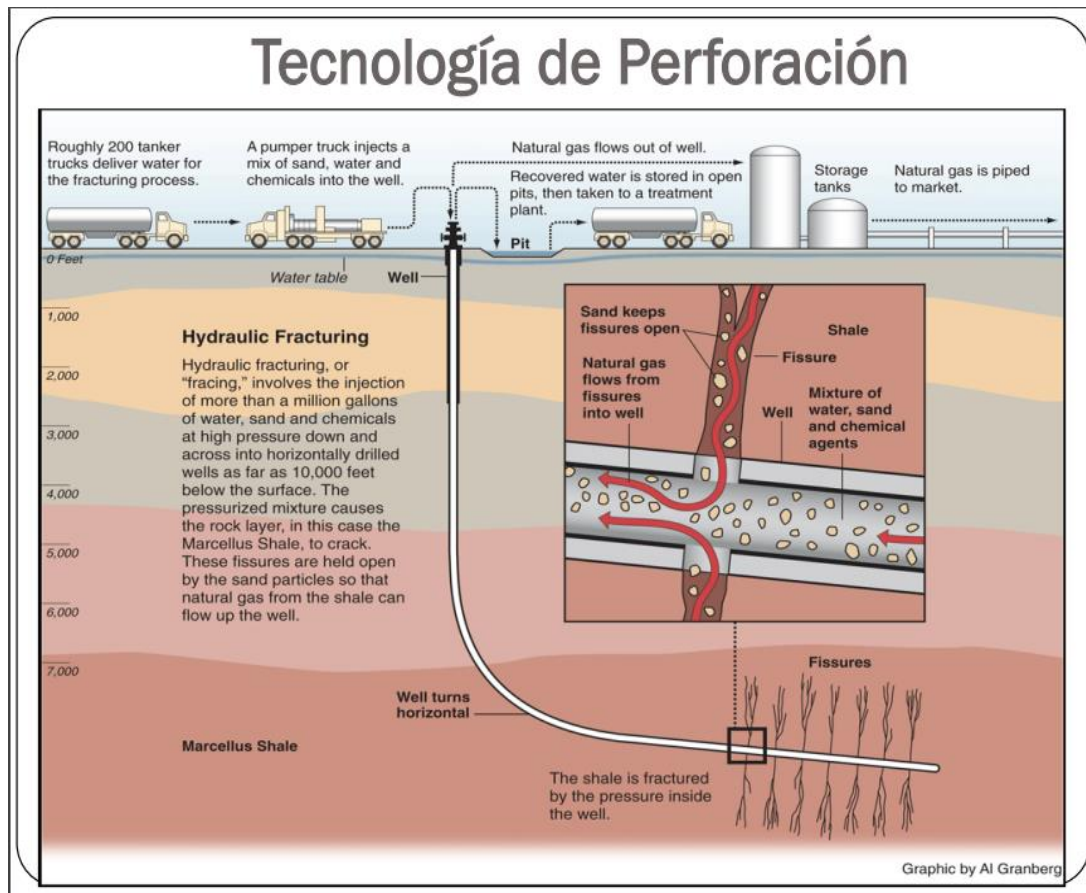 Tecnología de Perforación
Roughly 200 tanker
trucks deliver water for
the fracturing process.
A pumper truck injects a
mix of sand, water and
chemicals into the well.
Natural gas flows out of well.
Recovered water is stored in open
pits, then taken to a treatment
plant.
Storage
tanks
Natural gas is piped
to market.
Pit
0 Feet
Water table
Well
1,000
2,000
3,000
4,000
5,000
6,000
7,000
Hydraulic Fracturing
Hydraulic fracturing, or
“fracing,” involves the injection
of more than a million gallons
of water, sand and chemicals
at high pressure down and
across into horizontally drilled
wells as far as 10,000 feet
below the surface. The
pressurized mixture causes
the rock layer, in this case the
Marcellus Shale, to crack.
These fissures are held open
by the sand particles so that
natural gas from the shale can
flow up the well.
Sand keeps
fissures open
Shale
Fissure
Natural gas
flows from
fissures
into well
Well
Mixture of
water, sand
and chemical
agents
Fissures
Well turns
horizontal
Marcellus Shale
The shale is fractured
by the pressure inside
the well.
Graphic by Al Granberg